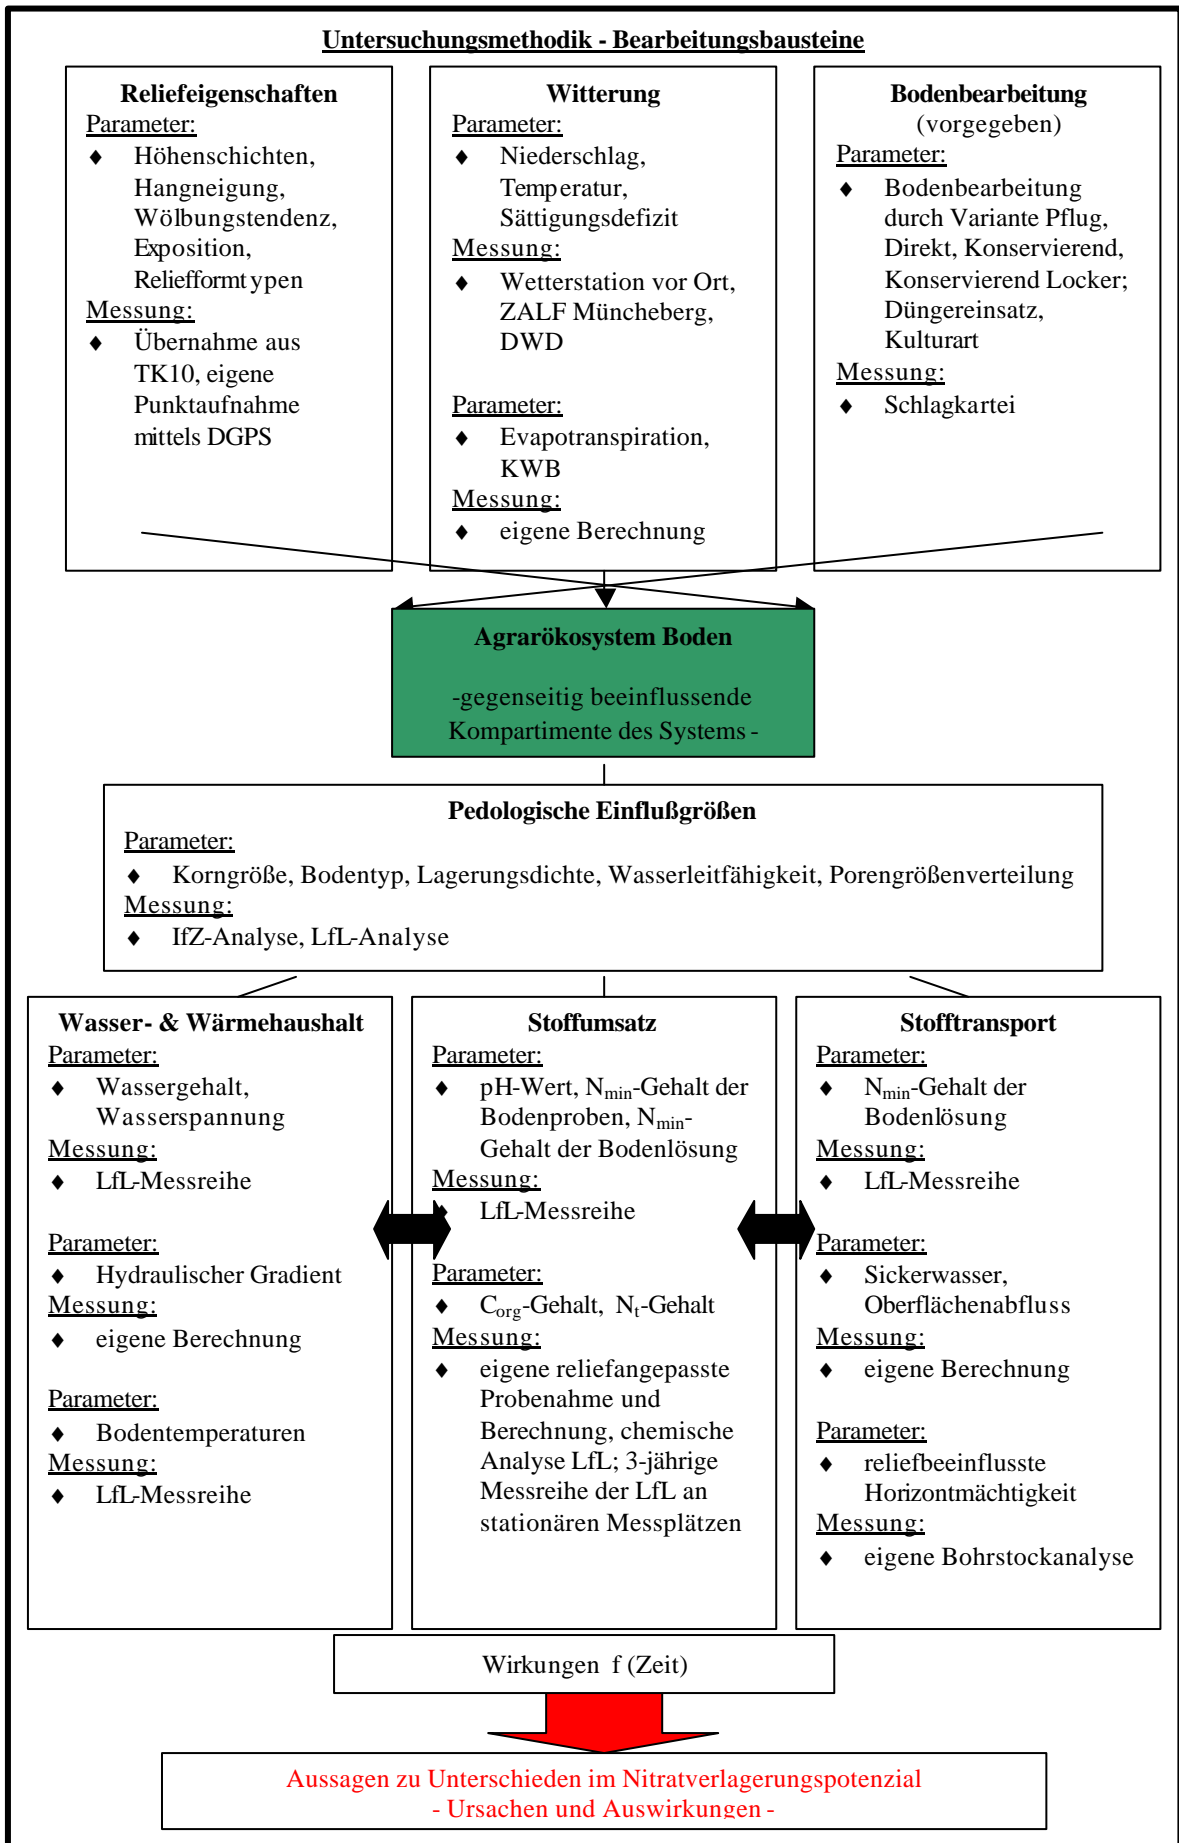 Untersuchungsmethodik - Bearbeitungsbausteine
Reliefeigenschaften
Parameter:
♦ Höhenschichten,
Hangneigung,
Wölbungstendenz,
Exposition,
Reliefformtypen
Messung:
♦ Übernahme aus
TK10, eigene
Punktaufnahme
mittels DGPS
Witterung
Parameter:
♦ Niederschlag,
Temperatur,
Sättigungsdefizit
Messung:
♦ Wetterstation vor Ort,
ZALF Müncheberg,
DWD
Parameter:
♦ Evapotranspiration,
KWB
Messung:
♦ eigene Berechnung
Bodenbearbeitung
(vorgegeben)
Parameter:
♦ Bodenbearbeitung
durch Variante Pflug,
Direkt, Konservierend,
Konservierend Locker;
Düngereinsatz,
Kulturart
Messung:
♦ Schlagkartei
Agrarökosystem Boden
-gegenseitig beeinflussende
Kompartimente des Systems -
Pedologische Einflußgrößen
Parameter:
♦ Korngröße, Bodentyp, Lagerungsdichte, Wasserleitfähigkeit, Porengrößenverteilung
Messung:
♦ IfZ-Analyse, LfL-Analyse
Wasser- & Wärmehaushalt
Parameter:
♦ Wassergehalt,
Wasserspannung
Messung:
♦ LfL-Messreihe
Parameter:
♦ Hydraulischer Gradient
Messung:
♦ eigene Berechnung
Parameter:
♦ Bodentemperaturen
Messung:
♦ LfL-Messreihe
Stoffumsatz
Parameter:
♦ pH-Wert, Nmin-Gehalt der
Bodenproben, Nmin-
Gehalt der Bodenlösung
Messung:
♦ LfL-Messreihe
Parameter:
♦ Corg-Gehalt, Nt-Gehalt
Messung:
♦ eigene reliefangepasste
Probenahme und
Berechnung, chemische
Analyse LfL; 3-jährige
Messreihe der LfL an
stationären Messplätzen
Stofftransport
Parameter:
♦ Nmin-Gehalt der
Bodenlösung
Messung:
♦ LfL-Messreihe
Parameter:
♦ Sickerwasser,
Oberflächenabfluss
Messung:
♦ eigene Berechnung
Parameter:
♦ reliefbeeinflusste
Horizontmächtigkeit
Messung:
♦ eigene Bohrstockanalyse
Wirkungen f (Zeit)
Aussagen zu Unterschieden im Nitratverlagerungspotenzial
- Ursachen und Auswirkungen -